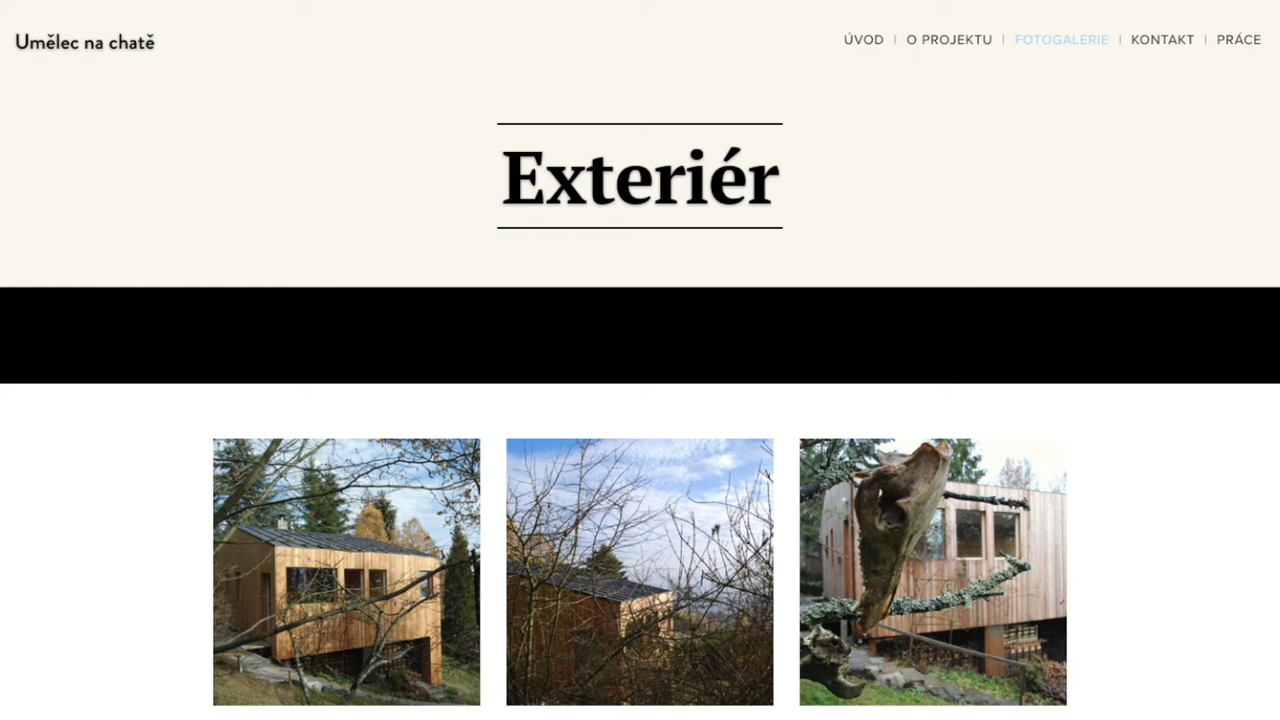 Umělec na chatě
ÚVOD | O PROJEKTU | FOTOGALERIE | KONTAKT | PRÁCE
Exteriér